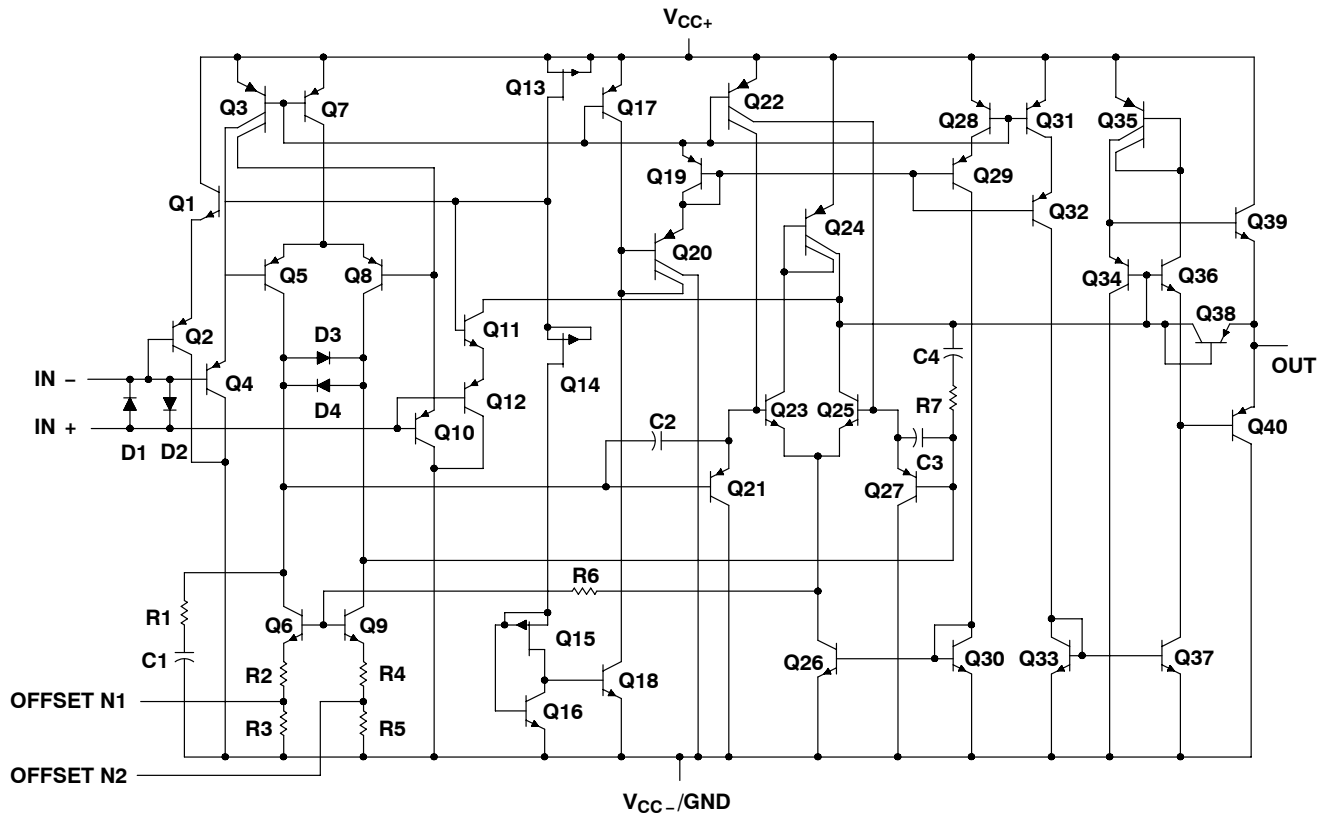 VCC+
Q3 Q7 Q13 Q17 Q22 Q28 Q31 Q35
Q1 Q19 Q29 Q32 Q39
Q20 Q24
Q5 Q8 Q34 Q36
Q2 D3 Q11 Q38
C4
IN − Q4 D4 Q14 OUT
Q12 Q23 Q25 R7
IN + D1 D2 Q10 C2 C3 Q40
Q21 Q27
R6
R1 Q6 Q9 Q15
C1 R2 R4 Q26 Q30 Q33 Q37
Q18
OFFSET N1 R3 R5 Q16
OFFSET N2
VCC−/GND